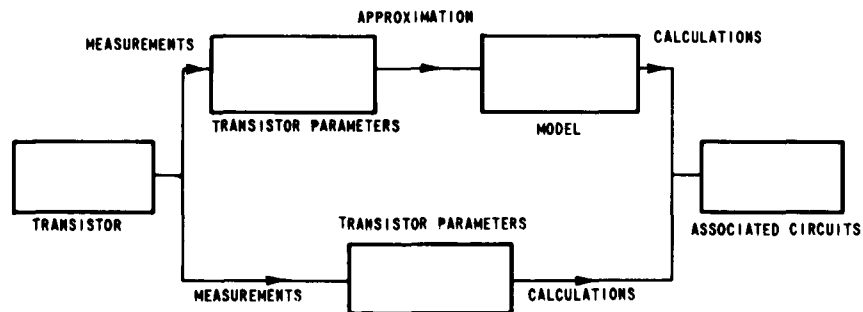 APPROXIMATION
MEASUREMENTS
CALCULATIONS
TRANSISTOR PARAMETERS
MODEL
TRANSISTOR
TRANSISTOR PARAMETERS
ASSOCIATED CIRCUITS
MEASUREMENTS
CALCULATIONS